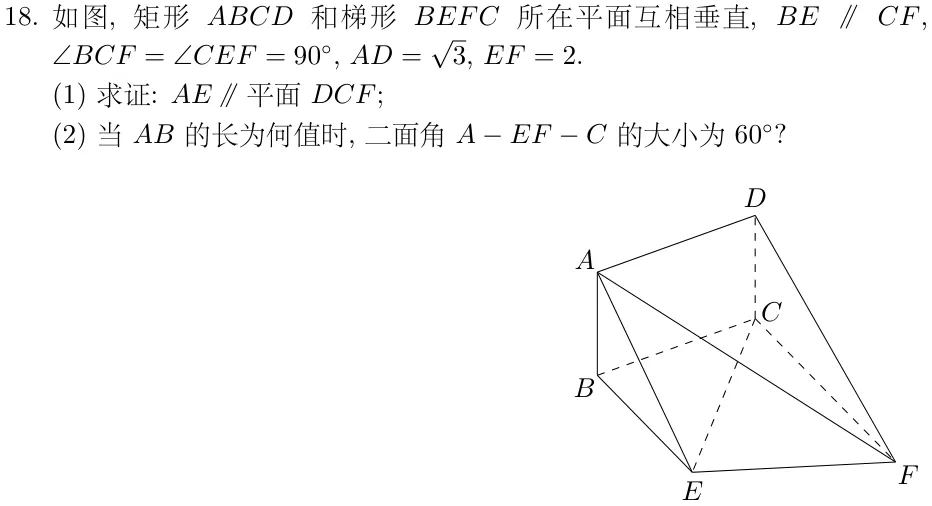 18. 如图, 矩形 ABCD 和梯形 BEFC 所在平面互相垂直, BE ∥ CF,
∠BCF = ∠CEF = 90°, AD = √3, EF = 2.
(1) 求证: AE ∥ 平面 DCF;
(2) 当 AB 的长为何值时, 二面角 A − EF − C 的大小为 60°?
D
A
C
B
F
E